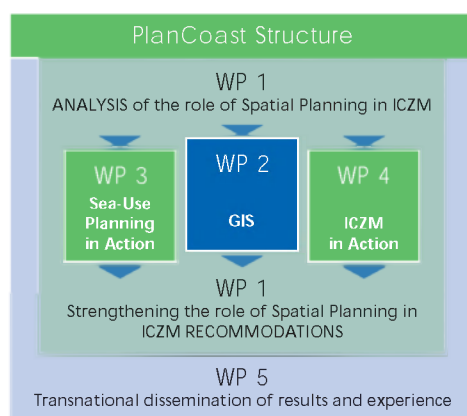 PlanCoast Structure
WP 1
ANALYSIS of the role of Spatial Planning in ICZM
WP 3
Sea-Use
Planning
in Action
WP 2
GIS
WP 4
ICZM
in Action
WP 1
Strengthening the role of Spatial Planning in
ICZM RECOMMODATIONS
WP 5
Transnational dissemination of results and experience